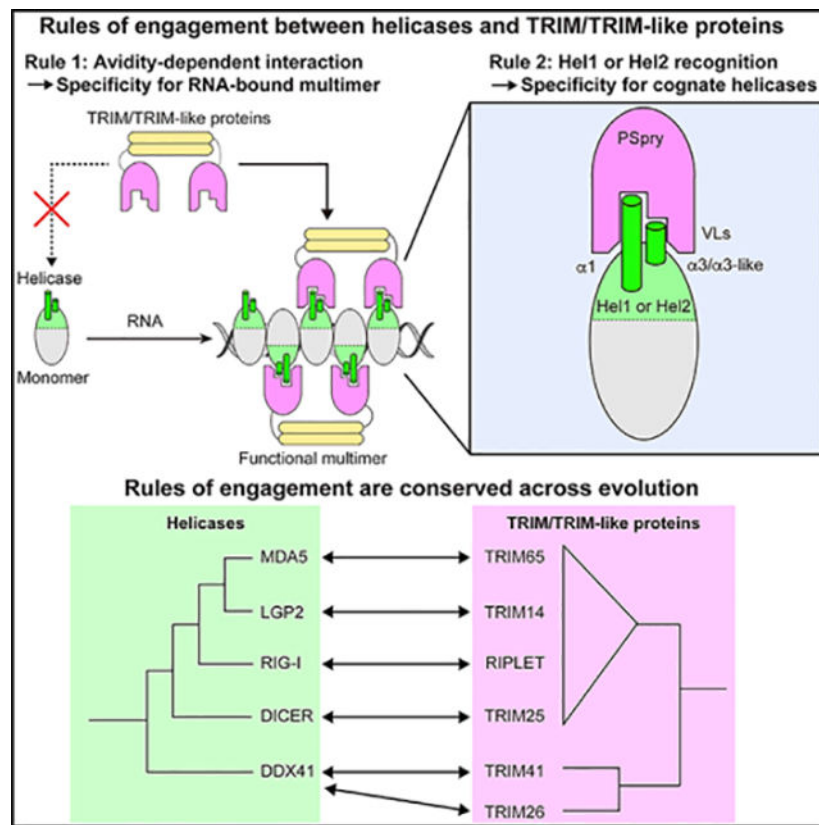 Rules of engagement between helicases and TRIM/TRIM-like proteins
Rule 1: Avidity-dependent interaction
→ Specificity for RNA-bound multimer
TRIM/TRIM-like proteins
Helicase
RNA
Monomer
Functional multimer
Rule 2: Hel1 or Hel2 recognition
→ Specificity for cognate helicases
PSpry
VLs
α1
α3/α3-like
Hel1 or Hel2
Rules of engagement are conserved across evolution
Helicases
TRIM/TRIM-like proteins
MDA5
TRIM65
LGP2
TRIM14
RIG-I
RIPLET
DICER
TRIM25
DDX41
TRIM41
TRIM26